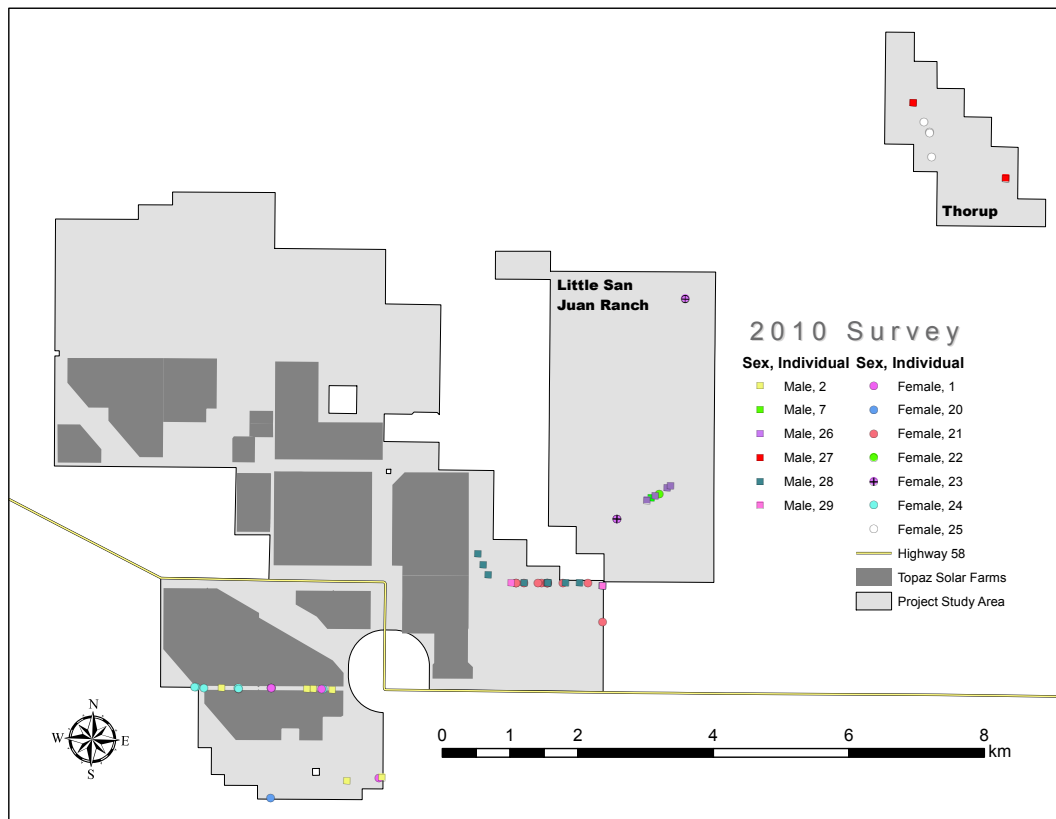 Thorup
Little San
Juan Ranch
2010 Survey
Sex, Individual Sex, Individual
Male, 2 Female, 1
Male, 7 Female, 20
Male, 26 Female, 21
Male, 27 Female, 22
Male, 28 Female, 23
Male, 29 Female, 24
Female, 25
Highway 58
Topaz Solar Farms
Project Study Area
N
W E
S
0 1 2 4 6 8
km